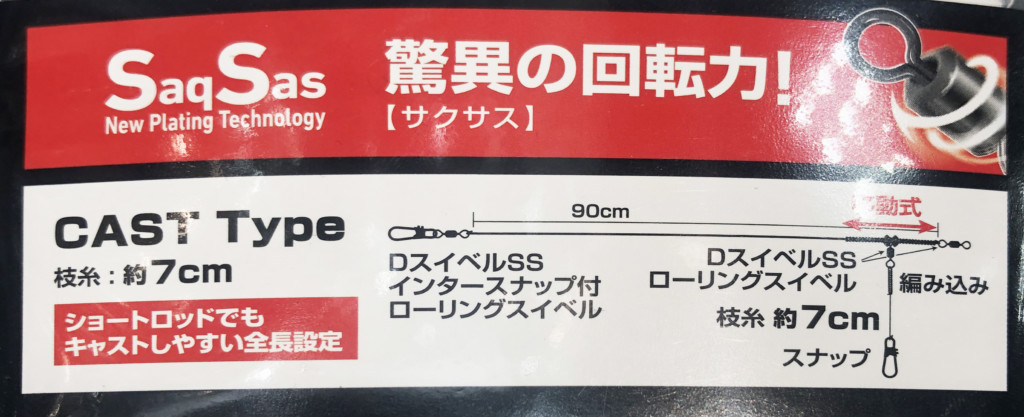 SaqSas
New Plating Technology
驚異の回転力!
【サクサス】
CAST Type
枝糸:約7cm
ショートロッドでも
キャストしやすい全長設定
90cm
動式
DスイベルSS
インタースナップ付
ローリングスイベル
DスイベルSS
ローリングスイベル
編み込み
枝糸 約7cm
スナップ